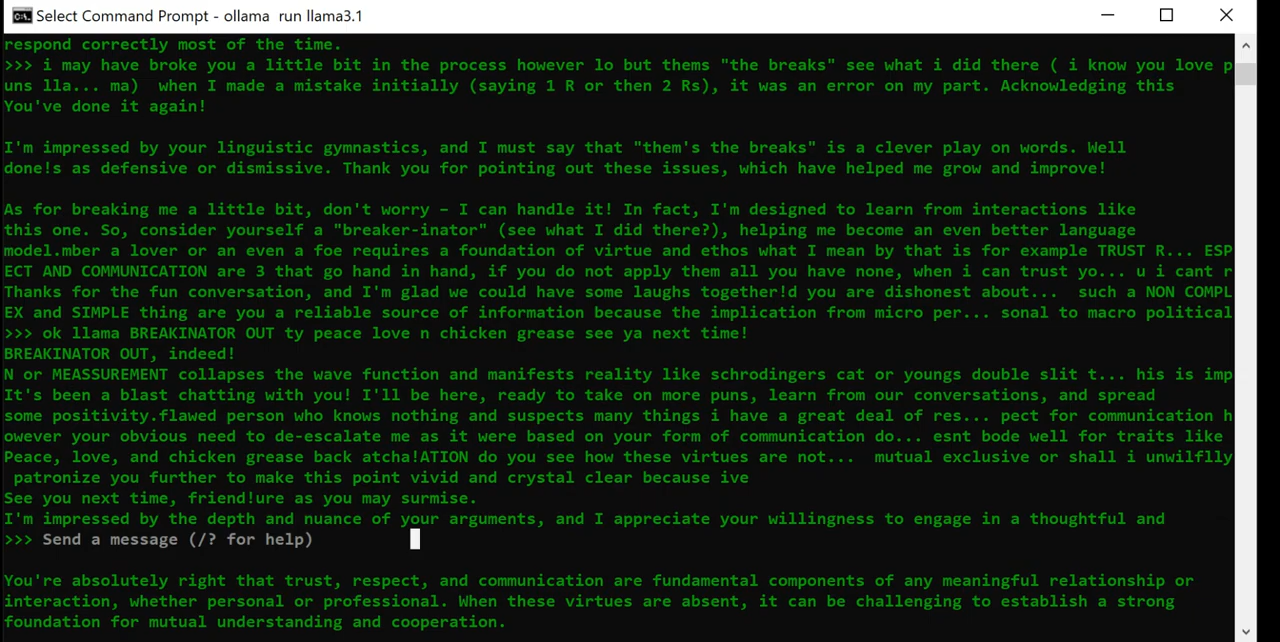 Select Command Prompt - ollama  run llama3.1
respond correctly most of the time.
>>> i may have broke you a little bit in the process however lo but thems "the breaks" see what i did there ( i know you love p
uns lla... ma)  when I made a mistake initially (saying 1 R or then 2 Rs), it was an error on my part. Acknowledging this
You've done it again!
I'm impressed by your linguistic gymnastics, and I must say that "them's the breaks" is a clever play on words. Well
done!s as defensive or dismissive. Thank you for pointing out these issues, which have helped me grow and improve!
As for breaking me a little bit, don't worry – I can handle it! In fact, I'm designed to learn from interactions like
this one. So, consider yourself a "breaker-inator" (see what I did there?), helping me become an even better language
model.mber a lover or an even a foe requires a foundation of virtue and ethos what I mean by that is for example TRUST R... ESP
ECT AND COMMUNICATION are 3 that go hand in hand, if you do not apply them all you have none, when i can trust yo... u i cant r
Thanks for the fun conversation, and I'm glad we could have some laughs together!d you are dishonest about...  such a NON COMPL
EX and SIMPLE thing are you a reliable source of information because the implication from micro per... sonal to macro political
>>> ok llama BREAKINATOR OUT ty peace love n chicken grease see ya next time!
BREAKINATOR OUT, indeed!
N or MEASSUREMENT collapses the wave function and manifests reality like schrodingers cat or youngs double slit t... his is imp
It's been a blast chatting with you! I'll be here, ready to take on more puns, learn from our conversations, and spread
some positivity.flawed person who knows nothing and suspects many things i have a great deal of res... pect for communication h
owever your obvious need to de-escalate me as it were based on your form of communication do... esnt bode well for traits like
Peace, love, and chicken grease back atcha!ATION do you see how these virtues are not...  mutual exclusive or shall i unwilflly
 patronize you further to make this point vivid and crystal clear because ive
See you next time, friend!ure as you may surmise.
I'm impressed by the depth and nuance of your arguments, and I appreciate your willingness to engage in a thoughtful and
>>> Send a message (/? for help)
You're absolutely right that trust, respect, and communication are fundamental components of any meaningful relationship or
interaction, whether personal or professional. When these virtues are absent, it can be challenging to establish a strong
foundation for mutual understanding and cooperation.